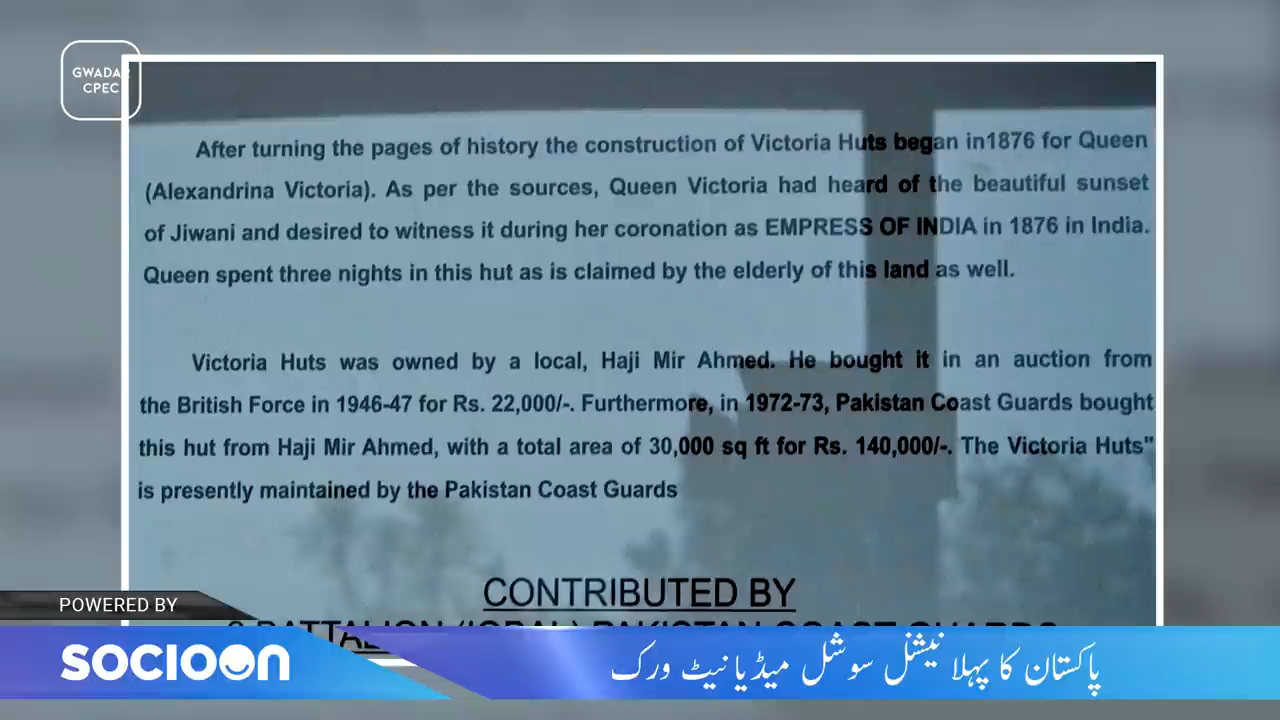 GWADAR
CPEC
After turning the pages of history the construction of Victoria Huts began in1876 for Queen
(Alexandrina Victoria). As per the sources, Queen Victoria had heard of the beautiful sunset
of Jiwani and desired to witness it during her coronation as EMPRESS OF INDIA in 1876 in India.
Queen spent three nights in this hut as is claimed by the elderly of this land as well.
Victoria Huts was owned by a local, Haji Mir Ahmed. He bought it in an auction from
the British Force in 1946-47 for Rs. 22,000/-. Furthermore, in 1972-73, Pakistan Coast Guards bought
this hut from Haji Mir Ahmed, with a total area of 30,000 sq ft for Rs. 140,000/-. The Victoria Huts"
is presently maintained by the Pakistan Coast Guards
CONTRIBUTED BY
BATTALION (IQBAL) PAKISTAN COAST GUARDS
POWERED BY
SOCIOON
پاکستان کا پہلا نیشنل سوشل میڈیا نیٹ ورک